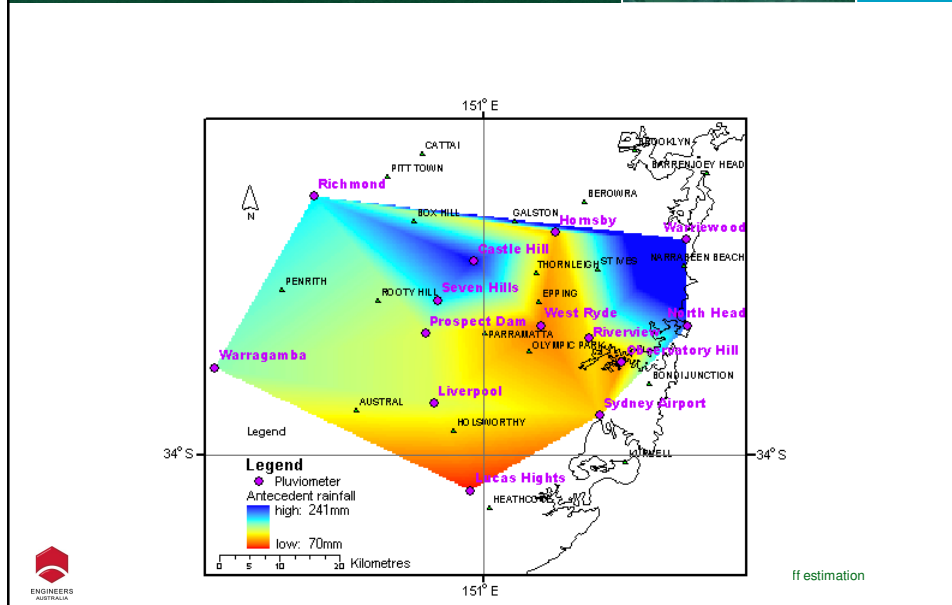 151° E
CATTAI
BROOKLYN
BARRENJOEY HEAD
PITT TOWN
Richmond
BEROWRA
N
BOX HILL
GALSTON
Hornsby
Warriewood
Castle Hill
NARRABEEN BEACH
THORNLEIGH
ST IVES
PENRITH
Seven Hills
ROOTY HILL
EPPING
West Ryde
North Head
Prospect Dam
PARRAMATTA
Riverview
OLYMPIC PARK
Observatory Hill
Warragamba
BONDIJUNCTION
Liverpool
AUSTRAL
Sydney Airport
HOLSWORTHY
Legend
34° S
34° S
KURNELL
Legend
Pluviometer
Lucas Hights
Antecedent rainfall
HEATHCOTE
high: 241mm
low: 70mm
0 5 10 20 Kilometres
151° E
ENGINEERS
AUSTRALIA
ff estimation